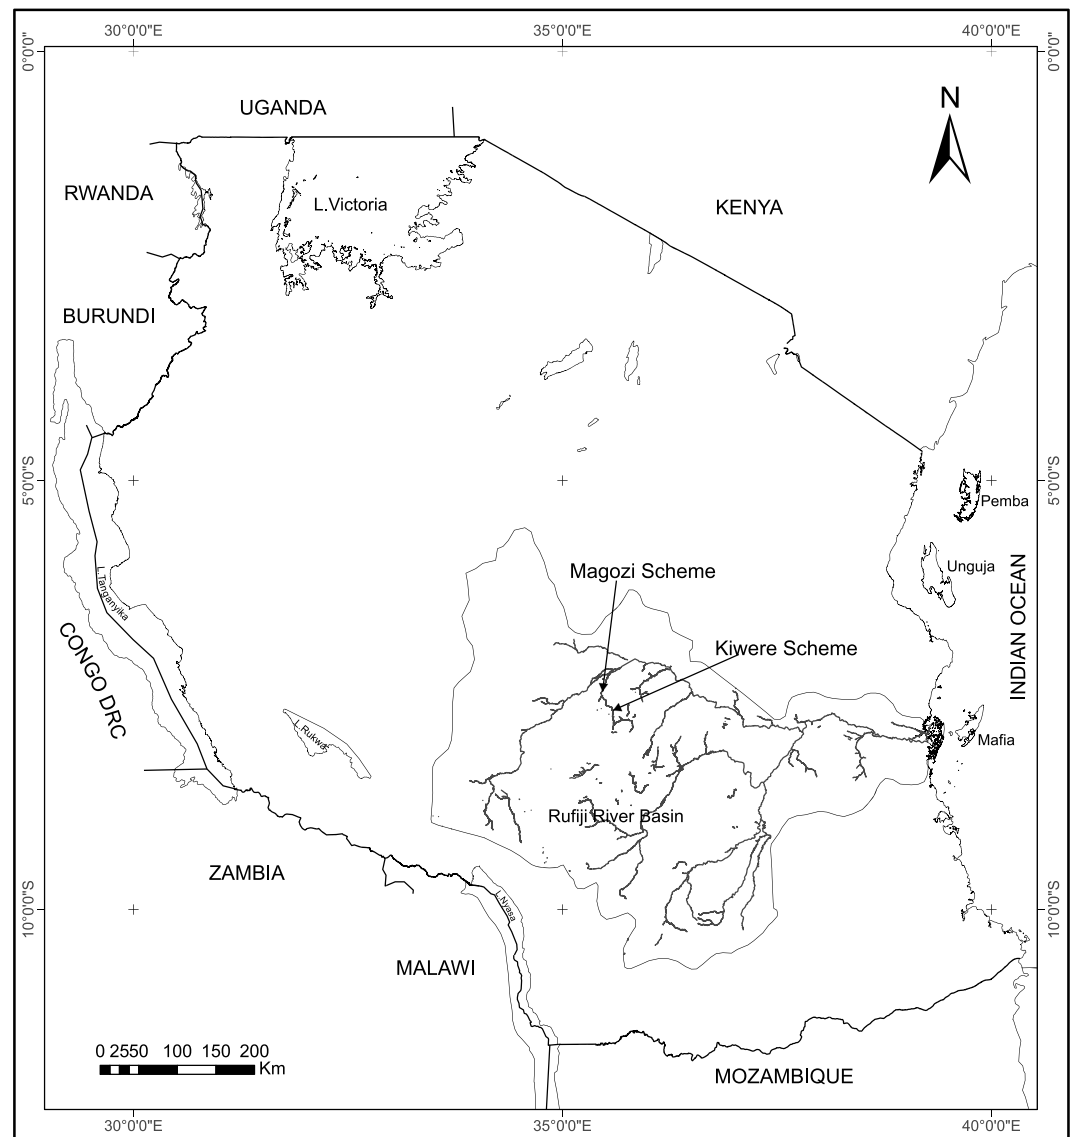 30°0'0"E
35°0'0"E
40°0'0"E
0°0'0"
0°0'0"
UGANDA
N
RWANDA
L.Victoria
KENYA
BURUNDI
5°0'0"S
5°0'0"S
Pemba
Unguja
Magozi Scheme
L.Tanganyika
INDIAN OCEAN
CONGO DRC
Kiwere Scheme
L.Rukwa
Mafia
Rufiji River Basin
ZAMBIA
10°0'0"S
10°0'0"S
L.Nyasa
MALAWI
0 25 50 100 150 200
Km
MOZAMBIQUE
30°0'0"E
35°0'0"E
40°0'0"E